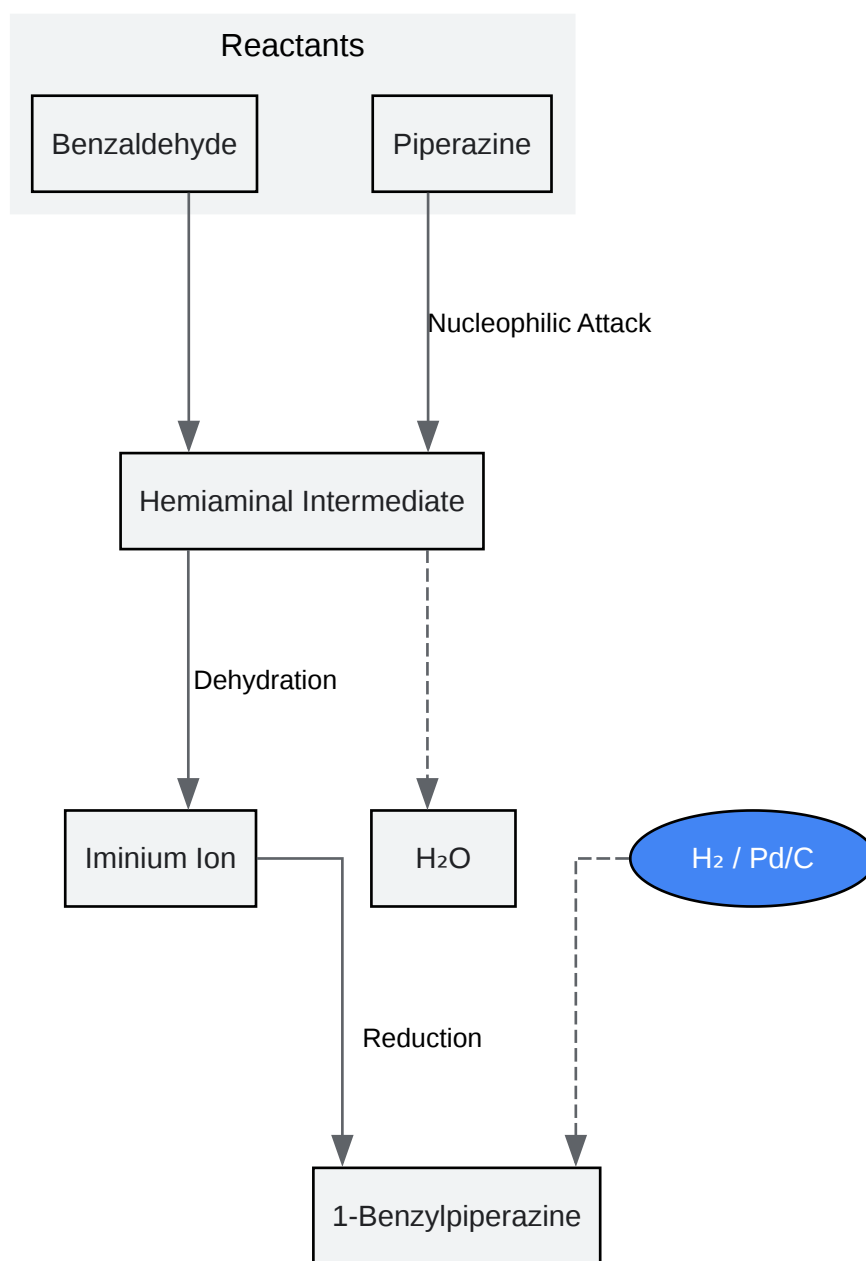 Reactants
Benzaldehyde
Piperazine
Nucleophilic Attack
Hemiaminal Intermediate
Dehydration
Iminium Ion
H₂O
H₂ / Pd/C
Reduction
1-Benzylpiperazine